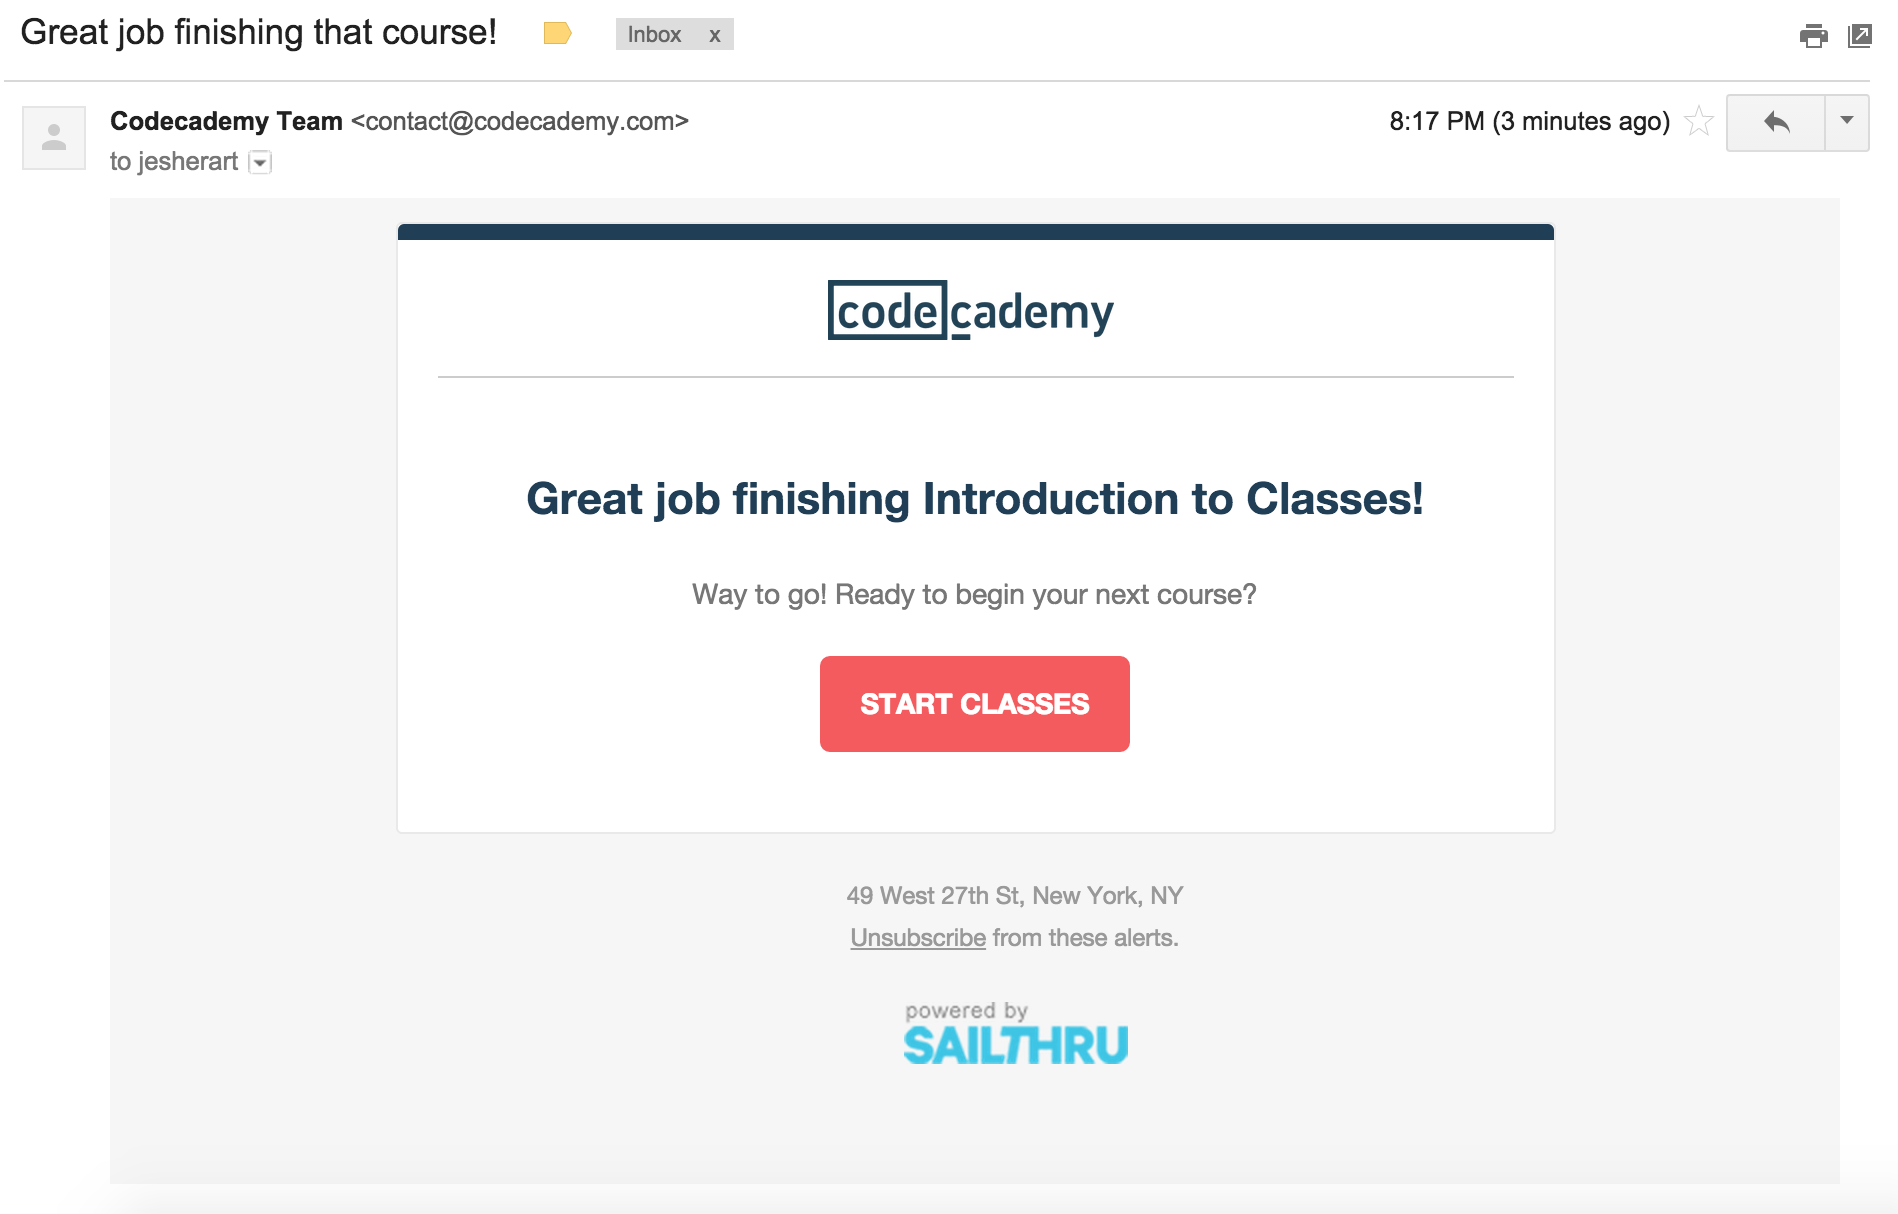 Great job finishing that course!
Inbox x
Codecademy Team <contact@codecademy.com>
8:17 PM (3 minutes ago)
to jesherart
codecademy
Great job finishing Introduction to Classes!
Way to go! Ready to begin your next course?
START CLASSES
49 West 27th St, New York, NY
Unsubscribe from these alerts.
powered by
SAILTHRU